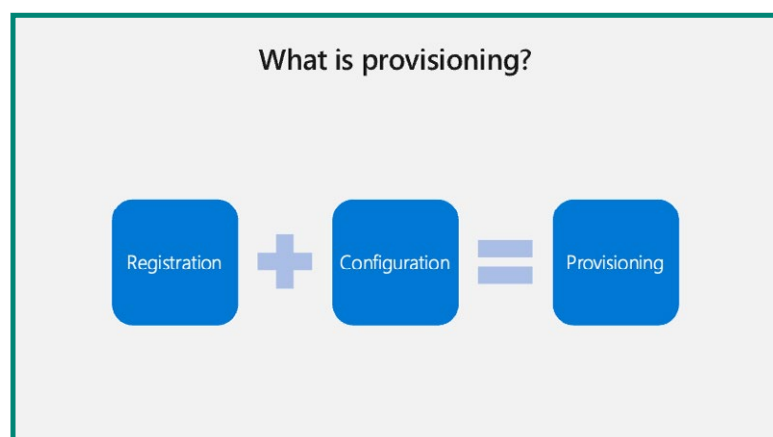 What is provisioning?
Registration
Configuration
Provisioning